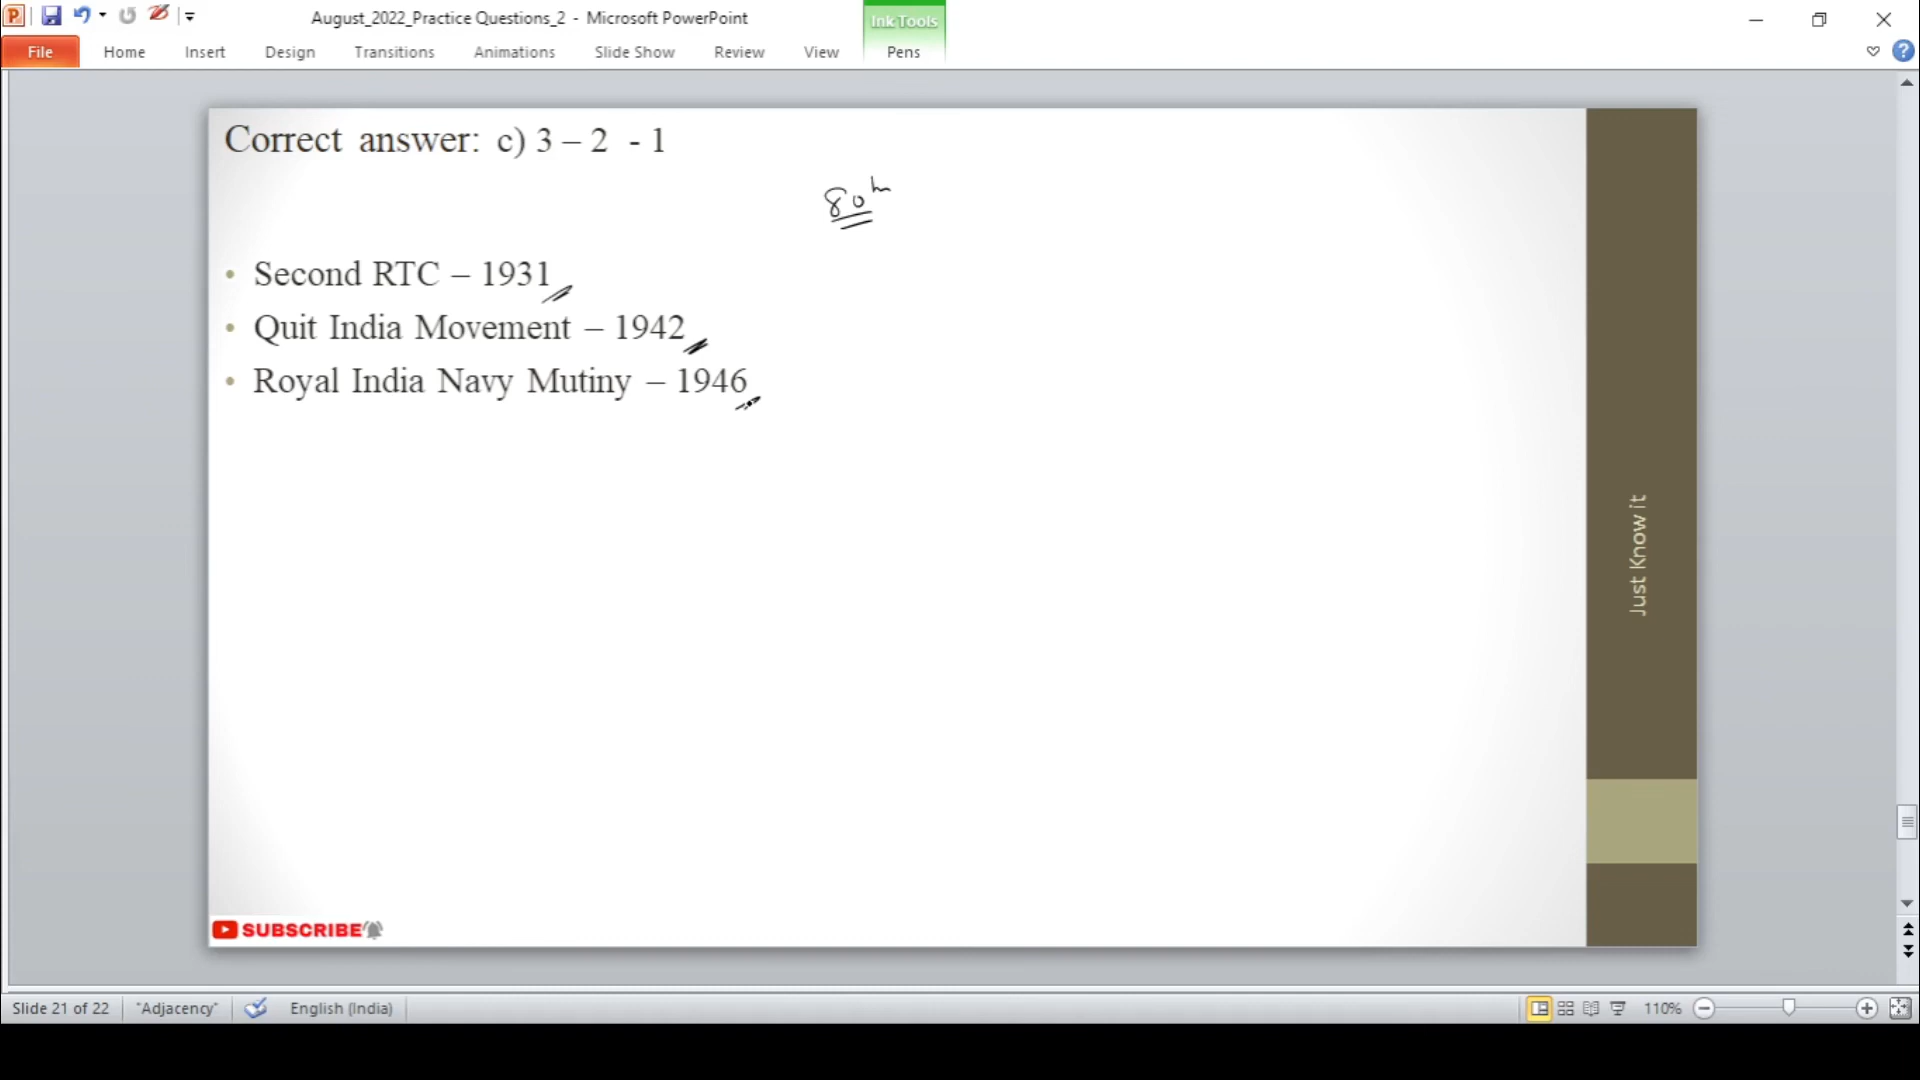 August_2022_Practice Questions_2 - Microsoft PowerPoint
Ink Tools
File Home Insert Design Transitions Animations Slide Show Review View Pens
Correct answer: c) 3 – 2 - 1
80th
• Second RTC – 1931
• Quit India Movement – 1942
• Royal India Navy Mutiny – 1946
Just Know it
SUBSCRIBE
Slide 21 of 22 "Adjacency" English (India) 110%